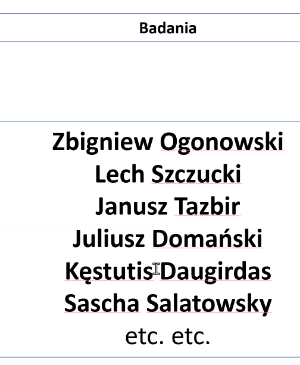 Badania
Zbigniew Ogonowski
Lech Szczucki
Janusz Tazbir
Juliusz Domański
Kęstutis Daugirdas
Sascha Salatowsky
etc. etc.